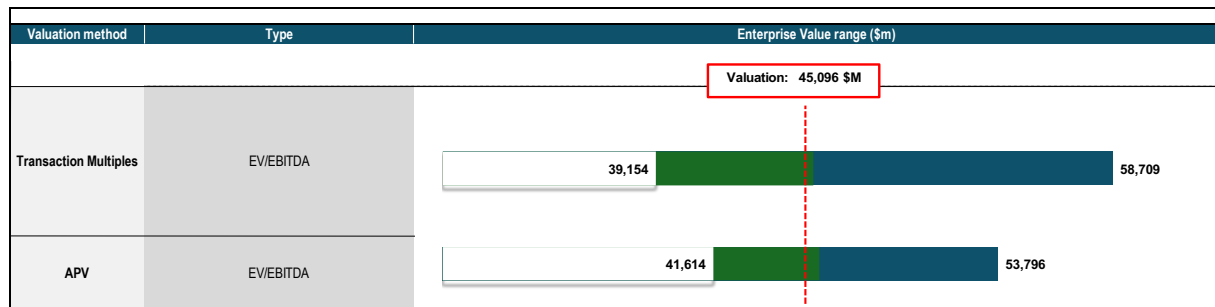 Valuation method Type Enterprise Value range ($m)
Valuation: 45,096 $M
Transaction Multiples EV/EBITDA 39,154 58,709
APV EV/EBITDA 41,614 53,796